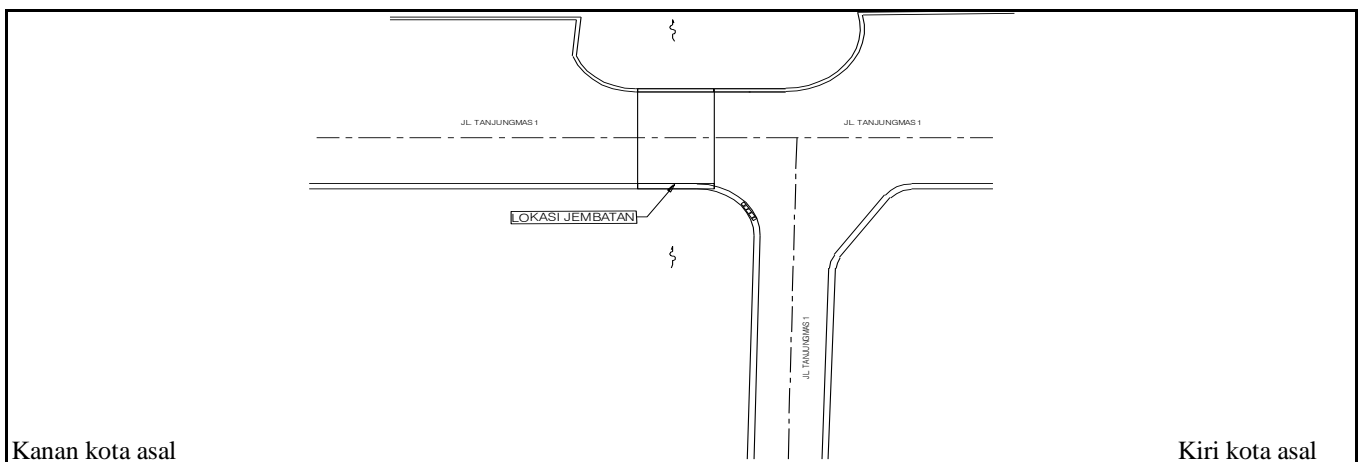 JL. TANJUNGMAS 1
JL. TANJUNGMAS 1
LOKASI JEMBATAN
JL. TANJUNGMAS 1
Kanan kota asal
Kiri kota asal